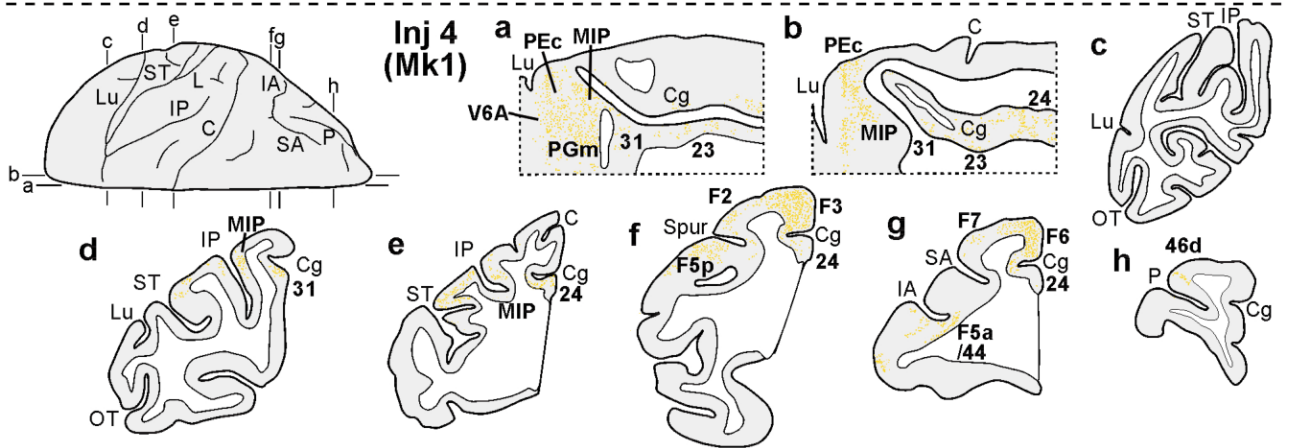 Inj 4
(Mk1)
c
d
e
fg
h
ST
L
IA
Lu
IP
C
SA
P
b
a
a
PEc
MIP
Lu
V6A
Cg
PGm
31
23
b
PEc
C
Lu
24
MIP
Cg
31
23
c
ST IP
Lu
OT
d
MIP
IP
ST
Cg
31
Lu
OT
e
C
IP
Cg
ST
24
MIP
f
F2
F3
Spur
Cg
F5p
24
g
F7
F6
SA
Cg
24
IA
F5a
/44
h
46d
P
Cg